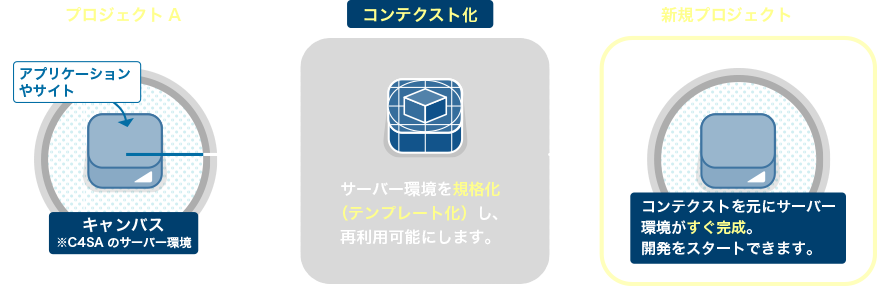 プロジェクト A
アプリケーション
やサイト
キャンバス
※C4SA のサーバー環境
コンテクスト化
サーバー環境を規格化
（テンプレート化）し、
再利用可能にします。
新規プロジェクト
コンテクストを元にサーバー
環境がすぐ完成。
開発をスタートできます。